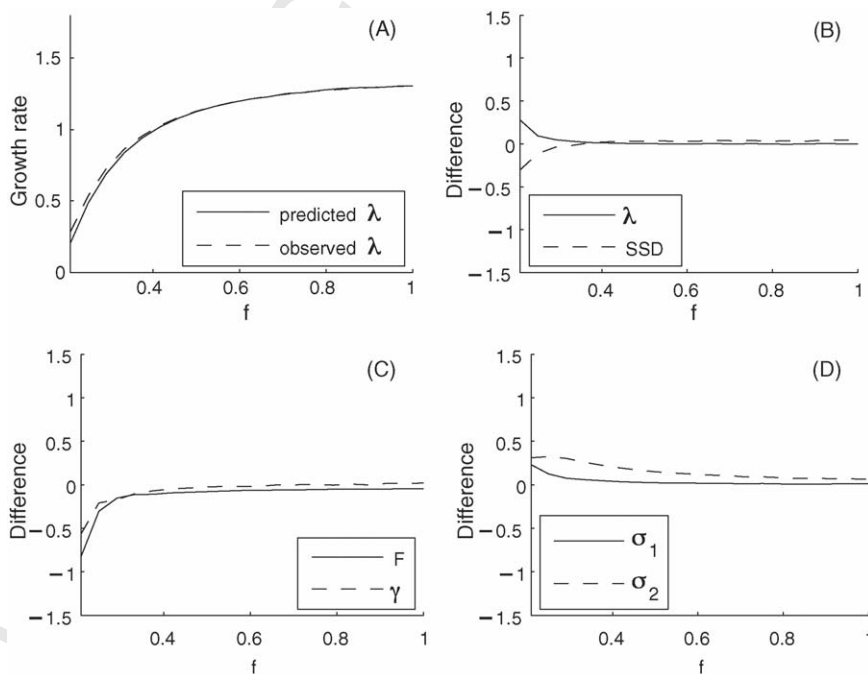 (A)
Growth rate
1
0.5
0
0.4
0.6
0.8
1
f
predicted λ
observed λ
(B)
Difference
1.5
1
0.5
0
−0.5
−1
−1.5
0.4
0.6
0.8
1
f
λ
SSD
(C)
Difference
1.5
1
0.5
0
−0.5
−1
−1.5
0.4
0.6
0.8
1
f
F
γ
(D)
Difference
1.5
1
0.5
0
−0.5
−1
−1.5
0.4
0.6
0.8
1
f
σ1
σ2